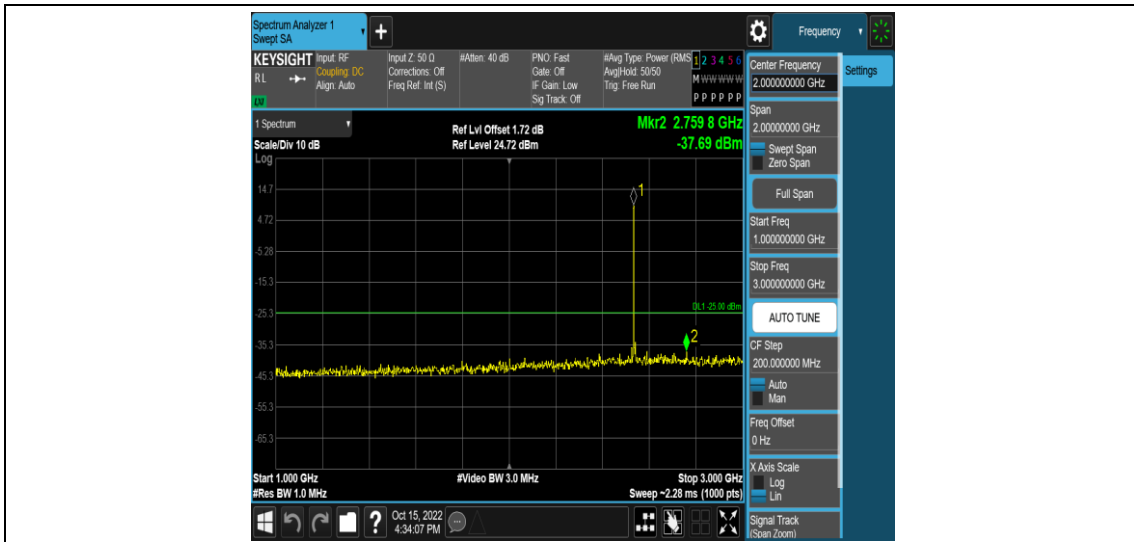 Spectrum Analyzer 1
Swept SA
+
Frequency
KEYSIGHT
RL
LNI
Input: RF
Coupling: DC
Align: Auto
Input Z: 50 Ω
Corrections: Off
Freq Ref: Int (S)
#Atten: 40 dB
PNO: Fast
Gate: Off
IF Gain: Low
Sig Track: Off
#Avg Type: Power (RMS
Avg|Hold: 50/50
Trig: Free Run
1 2 3 4 5 6
M W W W W W
P P P P P P
1 Spectrum
Scale/Div 10 dB
Log
Ref Lvl Offset 1.72 dB
Ref Level 24.72 dBm
Mkr2 2.759 8 GHz
-37.69 dBm
14.7
4.72
-5.28
-15.3
-25.3
-35.3
-45.3
-55.3
-65.3
1
DL1 -25.00 dBm
2
Start 1.000 GHz
#Res BW 1.0 MHz
#Video BW 3.0 MHz
Stop 3.000 GHz
Sweep ~2.28 ms (1000 pts)
Center Frequency
2.000000000 GHz
Settings
Span
2.00000000 GHz
Swept Span
Zero Span
Full Span
Start Freq
1.000000000 GHz
Stop Freq
3.000000000 GHz
AUTO TUNE
CF Step
200.000000 MHz
Auto
Man
Freq Offset
0 Hz
X Axis Scale
Log
Lin
Signal Track
(Span Zoom)
?
Oct 15, 2022
4:34:07 PM